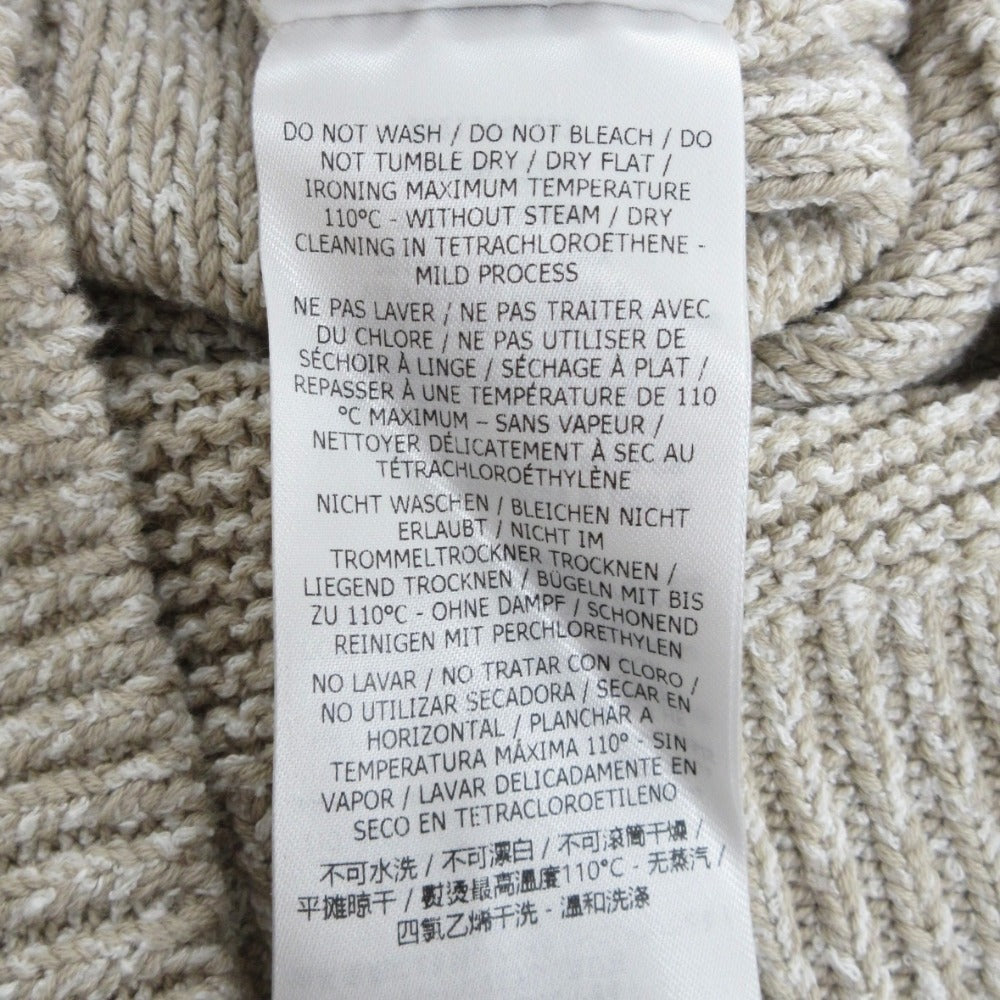 DO NOT WASH / DO NOT BLEACH / DO
NOT TUMBLE DRY / DRY FLAT /
IRONING MAXIMUM TEMPERATURE
110°C - WITHOUT STEAM / DRY
CLEANING IN TETRACHLOROETHENE -
MILD PROCESS
NE PAS LAVER / NE PAS TRAITER AVEC
DU CHLORE / NE PAS UTILISER DE
SÉCHOIR À LINGE / SÉCHAGE À PLAT /
REPASSER À UNE TEMPÉRATURE DE 110
°C MAXIMUM – SANS VAPEUR /
NETTOYER DÉLICATEMENT À SEC AU
TÉTRACHLOROÉTHYLÈNE
NICHT WASCHEN / BLEICHEN NICHT
ERLAUBT / NICHT IM
TROMMELTROCKNER TROCKNEN /
LIEGEND TROCKNEN / BÜGELN MIT BIS
ZU 110°C - OHNE DAMPF / SCHONEND
REINIGEN MIT PERCHLORETHYLEN
NO LAVAR / NO TRATAR CON CLORO /
NO UTILIZAR SECADORA / SECAR EN
HORIZONTAL / PLANCHAR A
TEMPERATURA MÁXIMA 110° - SIN
VAPOR / LAVAR DELICADAMENTE EN
SECO EN TETRACLOROETILENO
不可水洗 / 不可漂白 / 不可滚筒干燥 /
平摊晾干 / 熨烫最高温度110°C - 无蒸汽 /
四氯乙烯干洗 - 温和洗涤